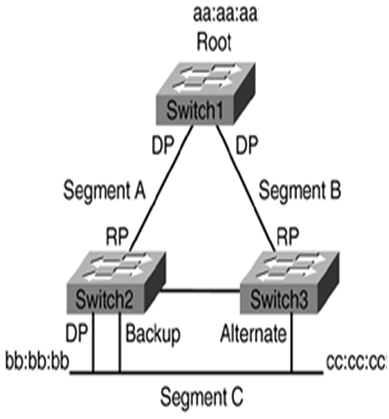 aa:aa:aa
Root
Switch1
DP DP
Segment A Segment B
RP RP
Switch2 Switch3
DP Backup Alternate
bb:bb:bb cc:cc:cc:
Segment C